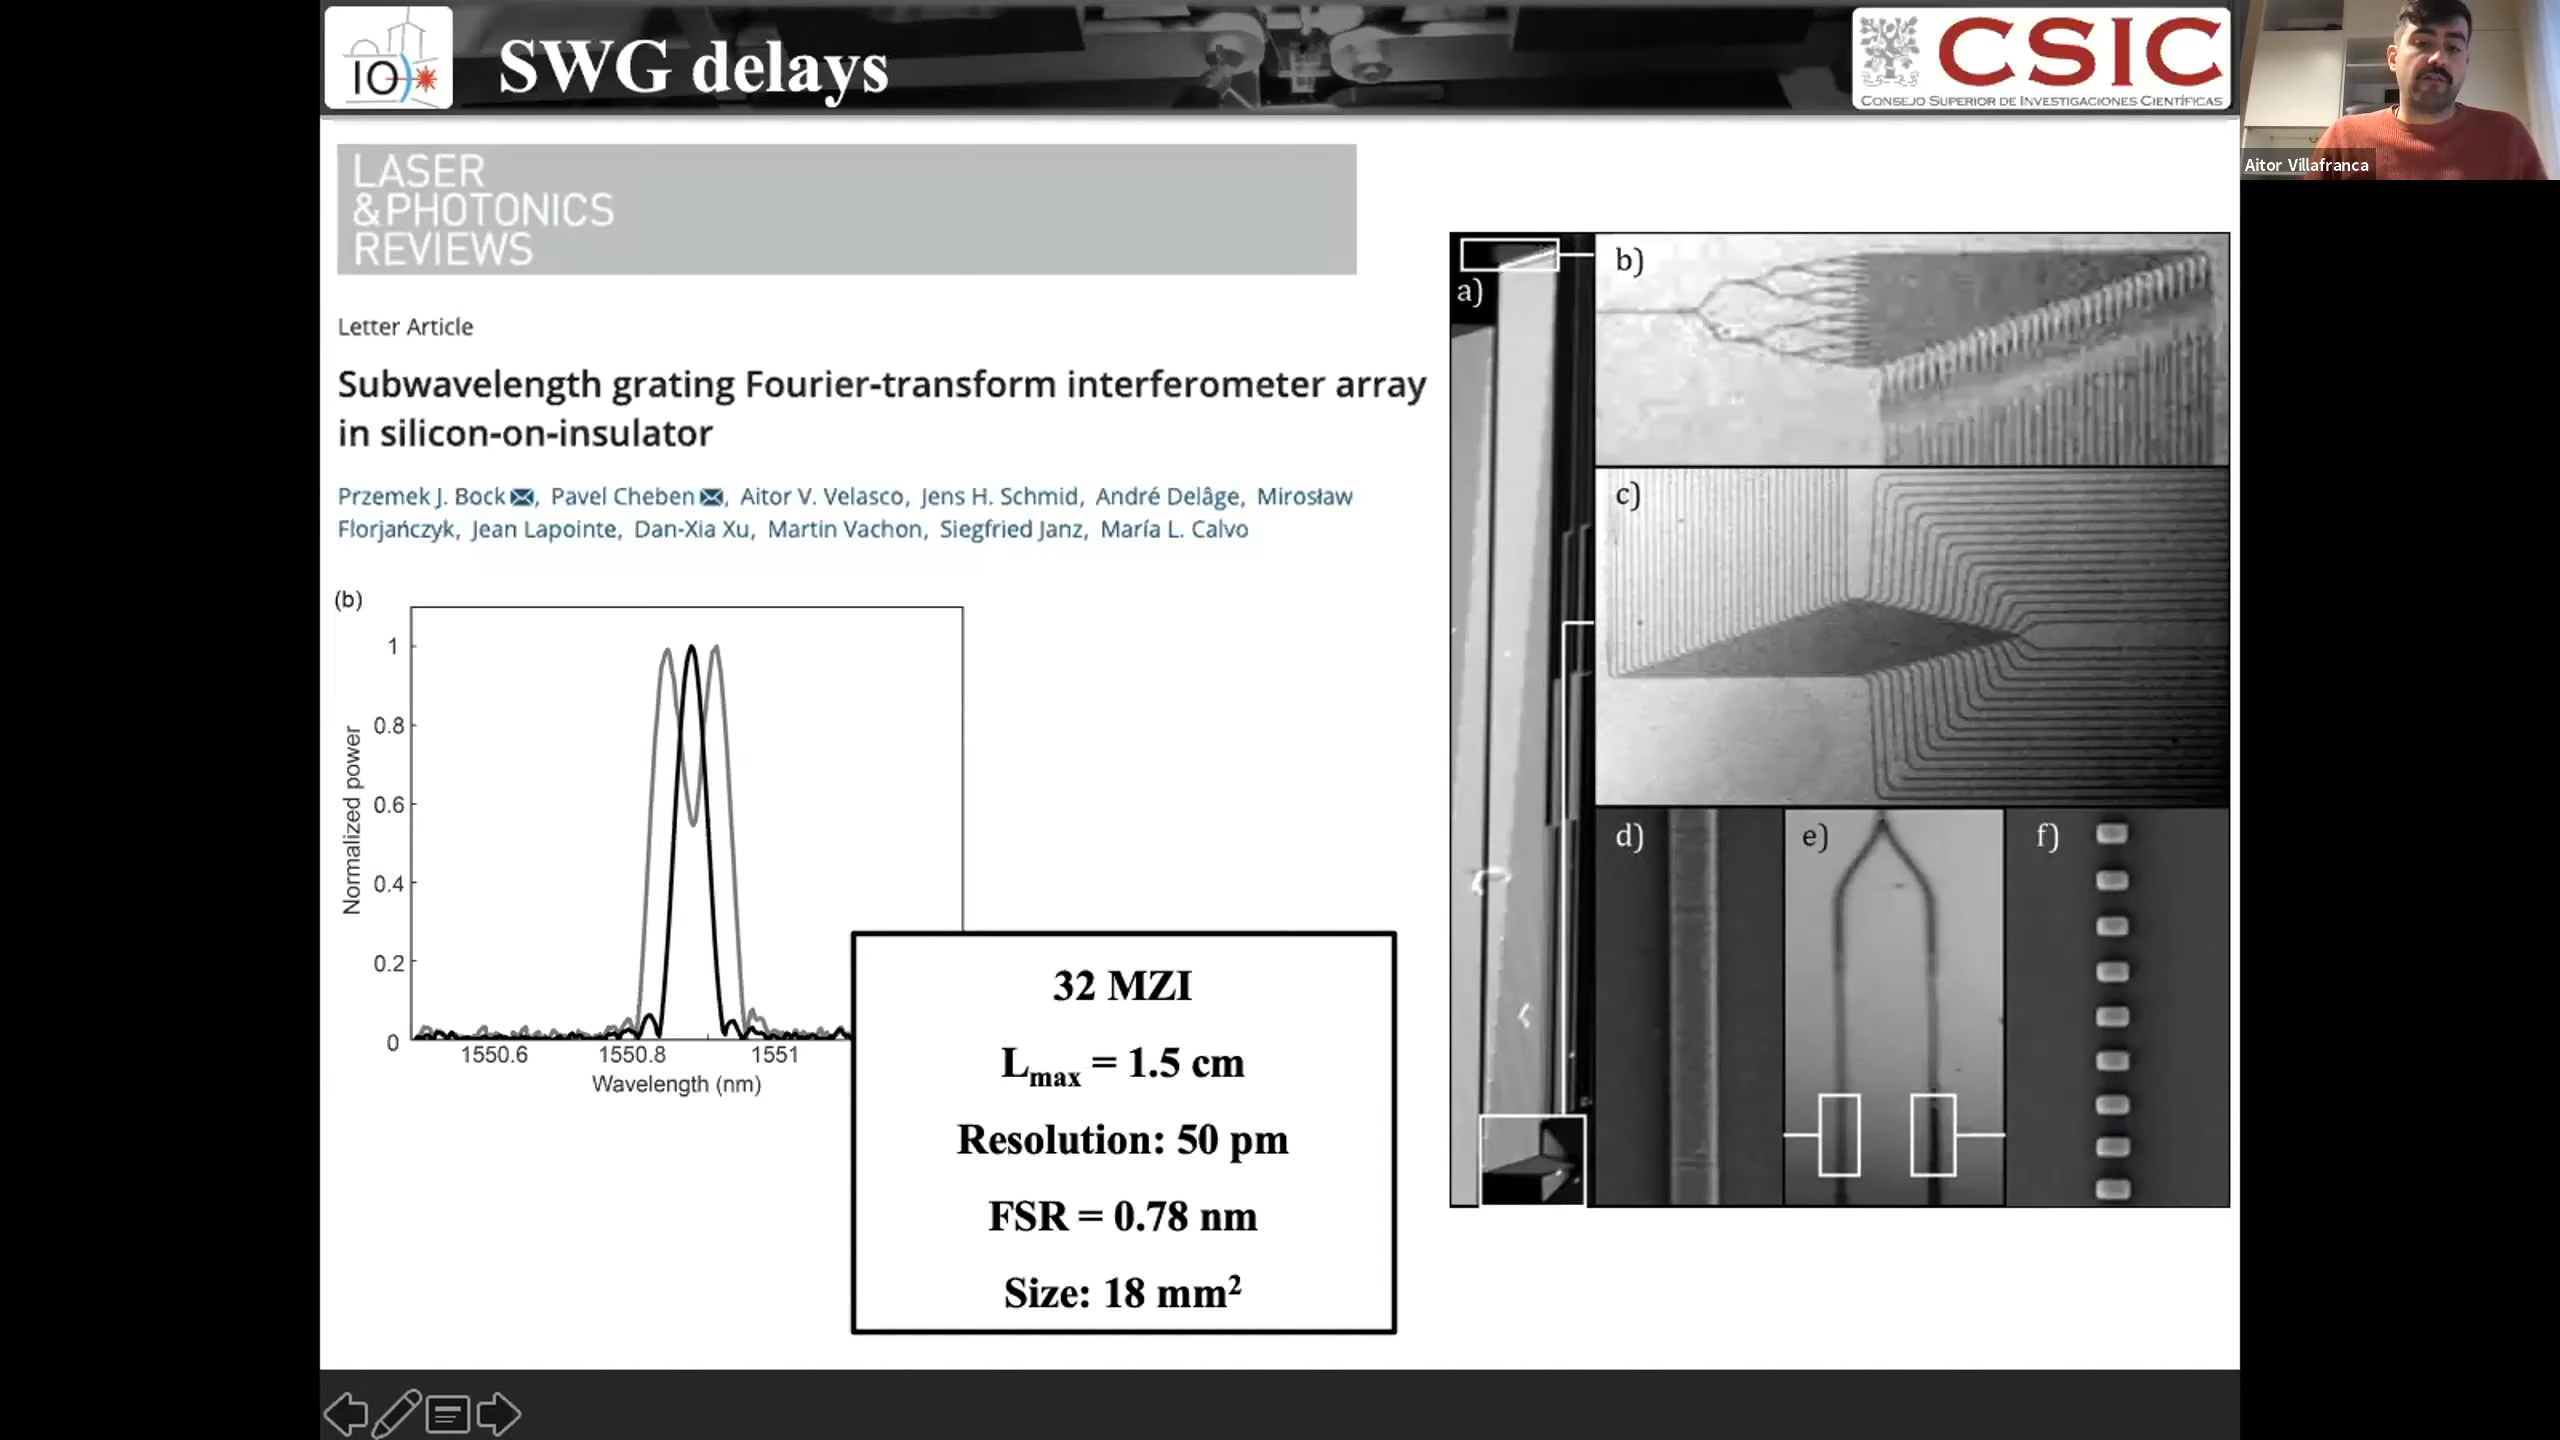 IO
SWG delays
CSIC
CONSEJO SUPERIOR DE INVESTIGACIONES CIENTÍFICAS
Aitor Villafranca
LASER
&PHOTONICS
REVIEWS
Letter Article
Subwavelength grating Fourier-transform interferometer array
in silicon-on-insulator
Przemek J. Bock, Pavel Cheben, Aitor V. Velasco, Jens H. Schmid, André Delâge, Mirosław
Florjańczyk, Jean Lapointe, Dan-Xia Xu, Martin Vachon, Siegfried Janz, María L. Calvo
(b)
1
0.8
0.6
0.4
0.2
0
Normalized power
1550.6 1550.8 1551
Wavelength (nm)
32 MZI
Lmax = 1.5 cm
Resolution: 50 pm
FSR = 0.78 nm
Size: 18 mm²
a)
b)
c)
d)
e)
f)